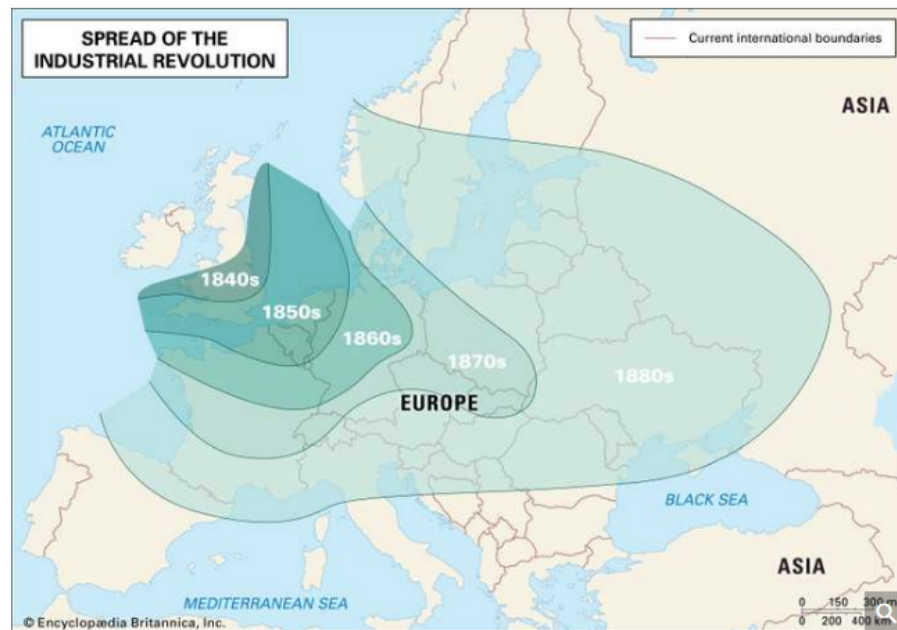 SPREAD OF THE
INDUSTRIAL REVOLUTION
Current international boundaries
ASIA
ATLANTIC
OCEAN
1840s
1850s
1860s
1870s
1880s
EUROPE
BLACK SEA
ASIA
MEDITERRANEAN SEA
0 150 300 m
0 200 400 km
© Encyclopædia Britannica, Inc.